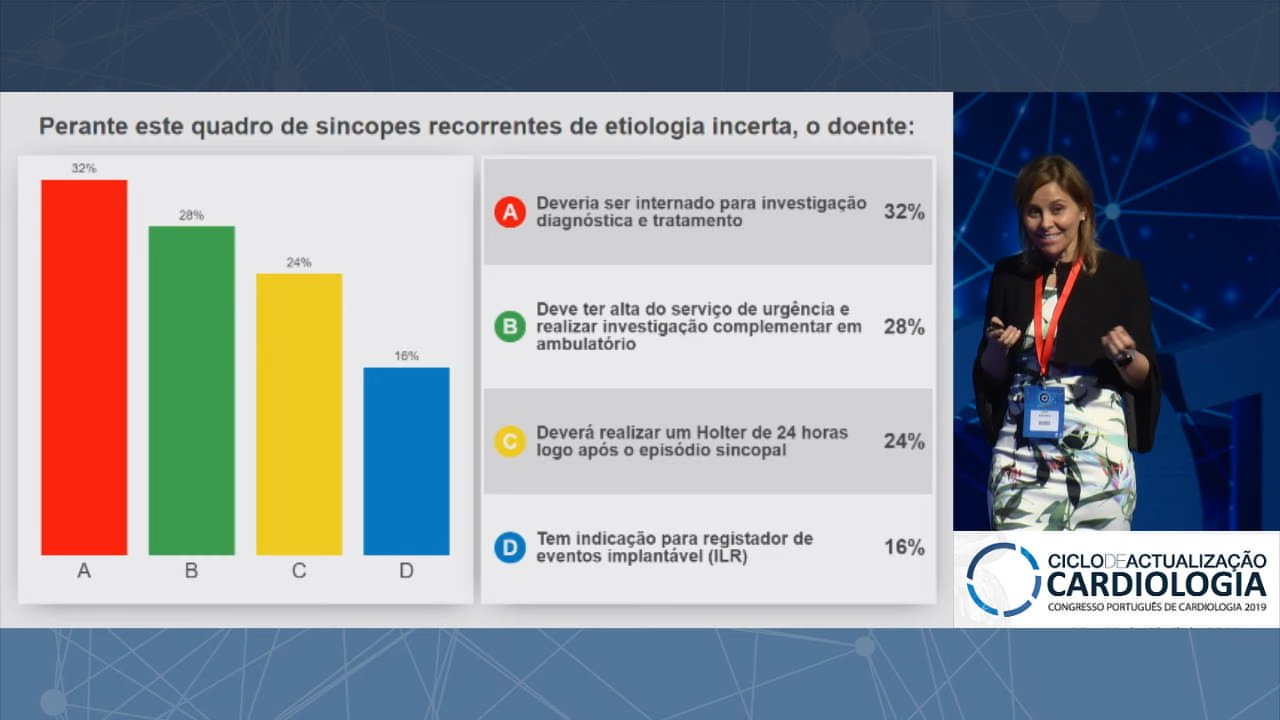 Perante este quadro de sincopes recorrentes de etiologia incerta, o doente:
32%
28%
24%
16%
A
B
C
D
A
Deveria ser internado para investigação
diagnóstica e tratamento
32%
B
Deve ter alta do serviço de urgência e
realizar investigação complementar em
ambulatório
28%
C
Deverá realizar um Holter de 24 horas
logo após o episódio sincopal
24%
D
Tem indicação para registador de
eventos implantável (ILR)
16%
CICLODEACTUALIZAÇÃO
CARDIOLOGIA
CONGRESSO PORTUGUÊS DE CARDIOLOGIA 2019